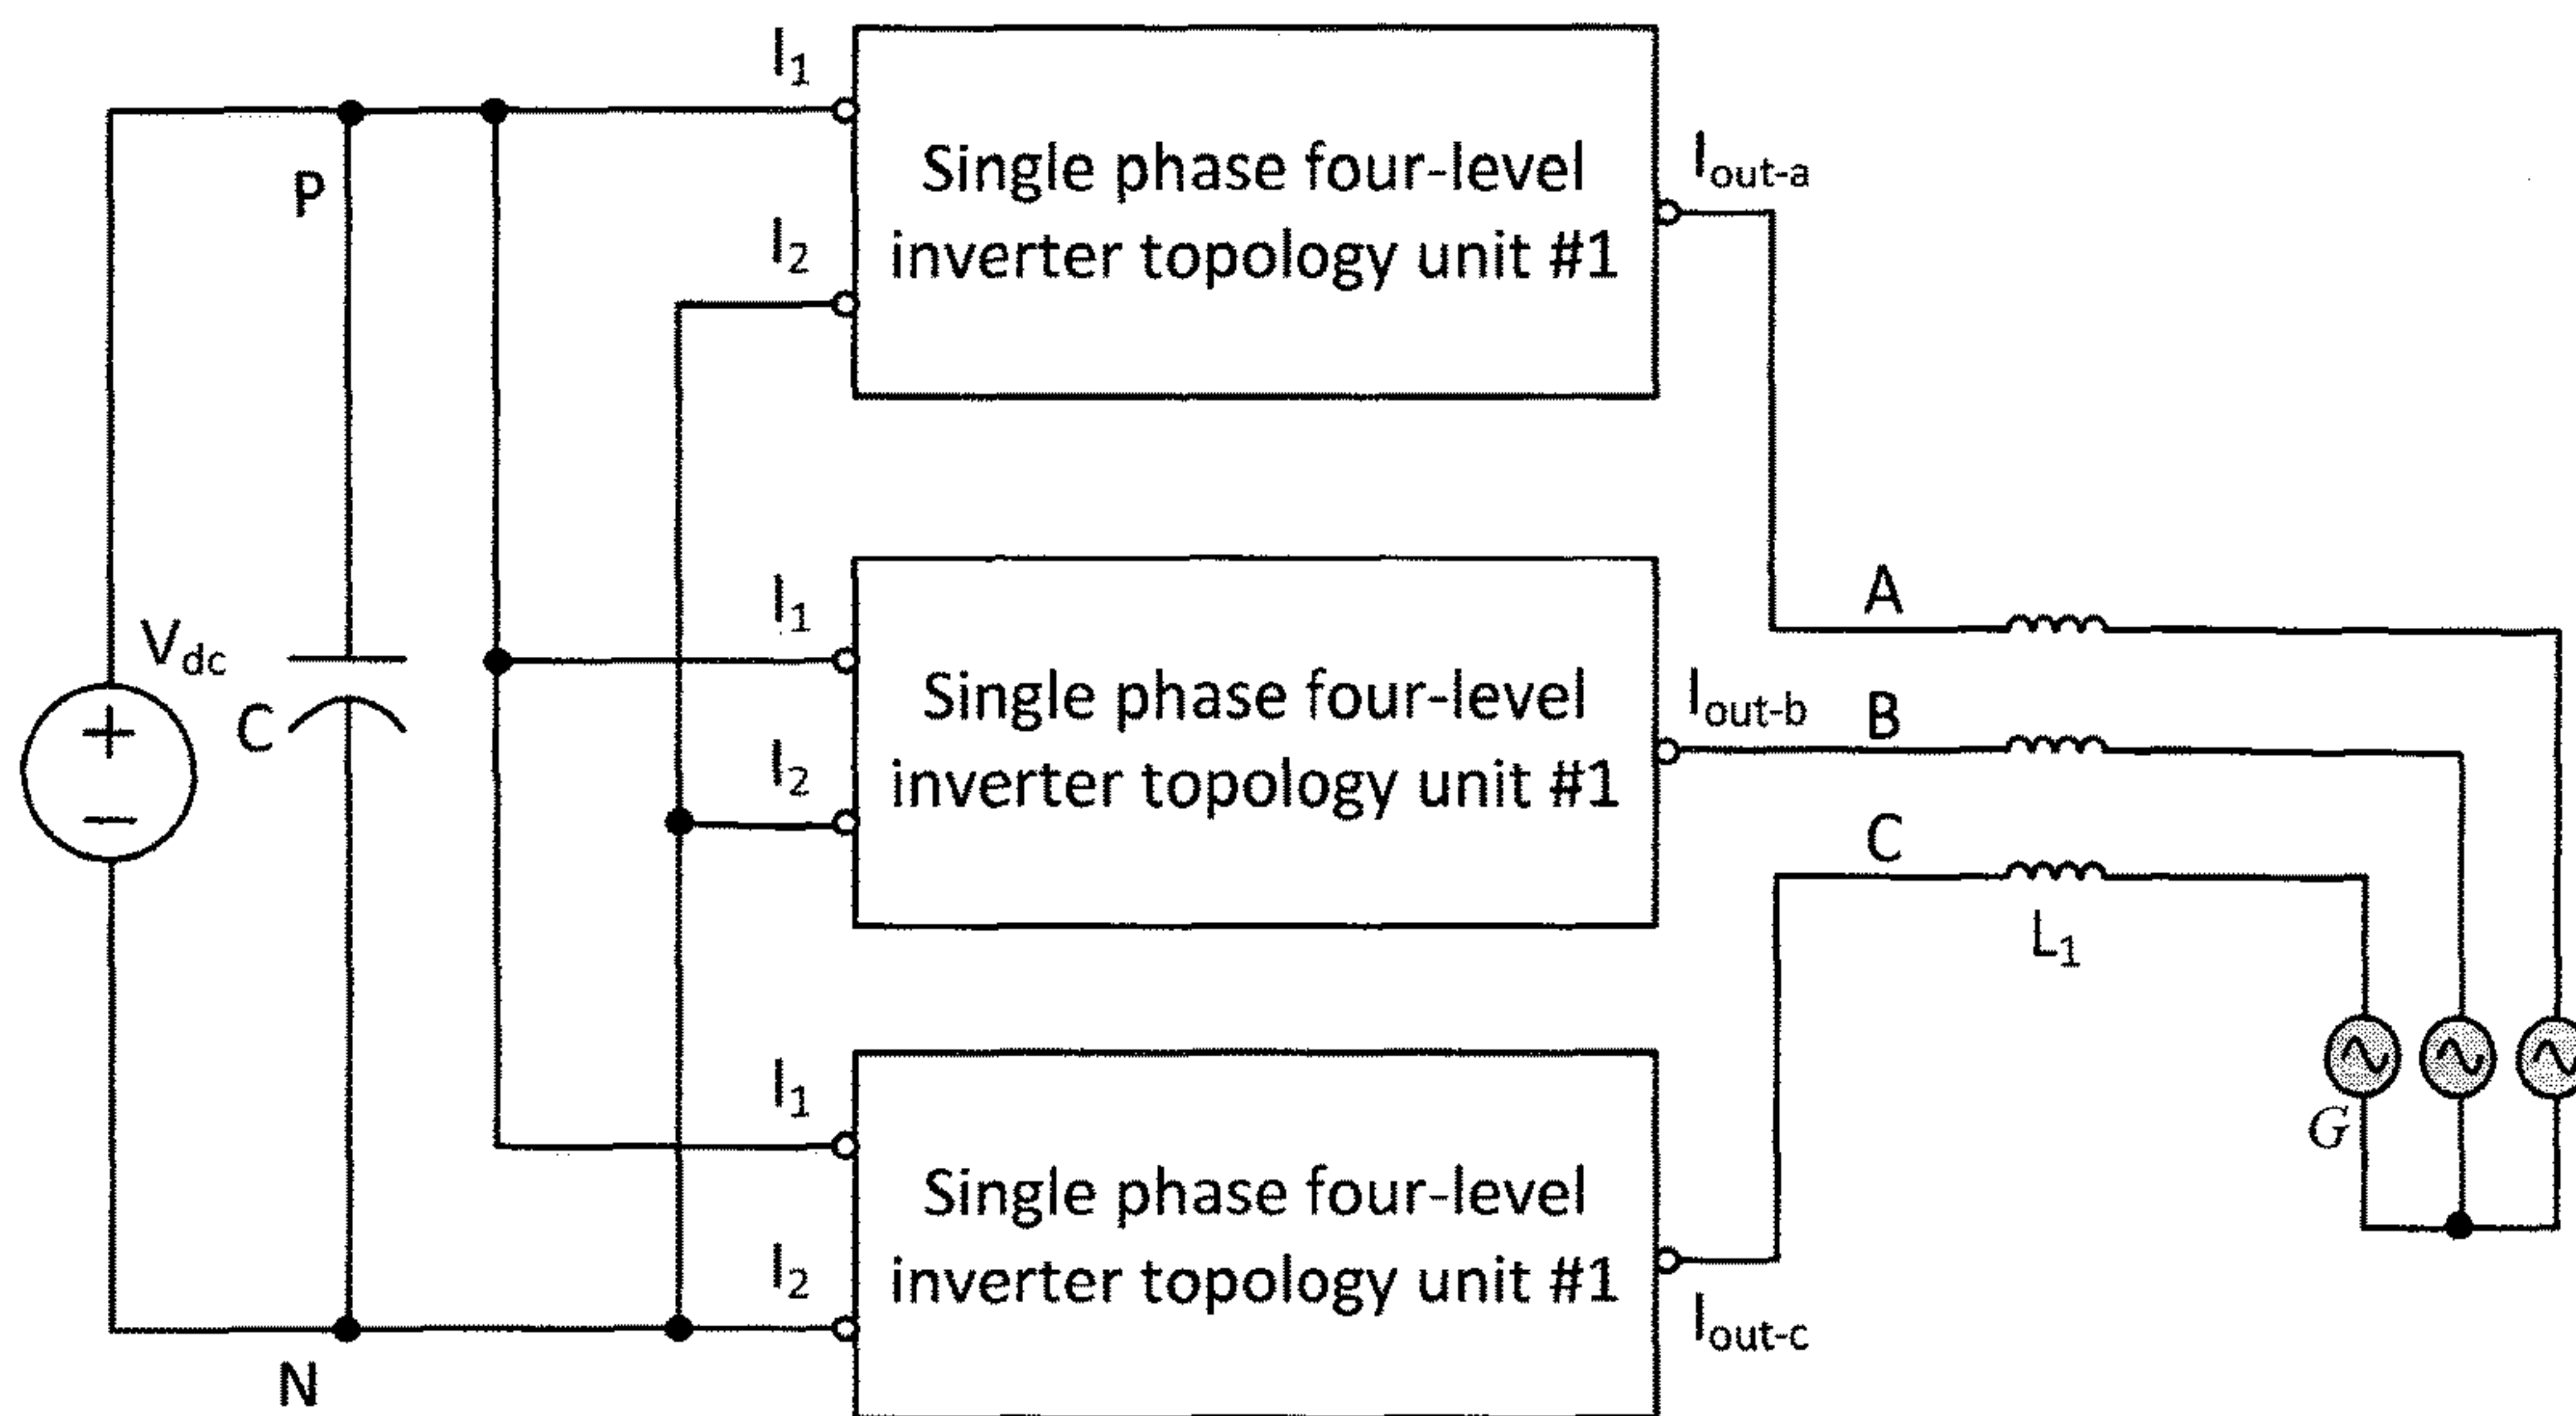 I1
P
Single phase four-level
inverter topology unit #1
Iout-a
I2
A
Vdc
C
I1
Single phase four-level
inverter topology unit #1
Iout-b
B
I2
C
L1
I1
Single phase four-level
inverter topology unit #1
G
I2
Iout-c
N